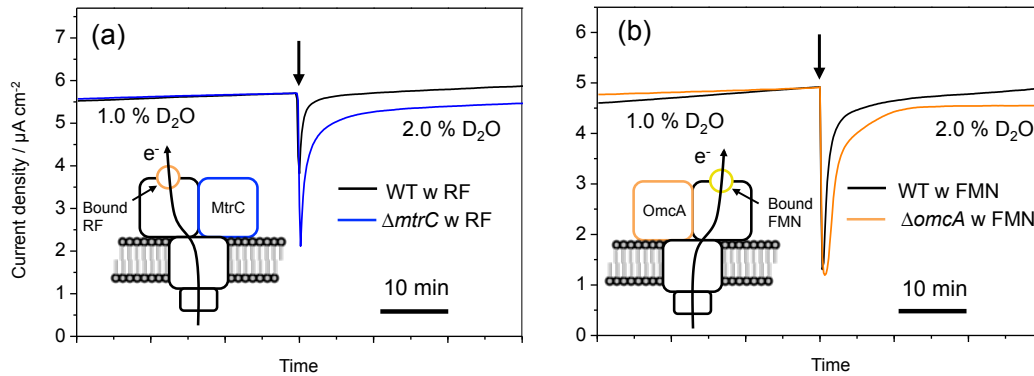 (a)
Current density / µA cm-2
7
6
5
4
3
2
1
0
1.0 % D2O
2.0 % D2O
e-
Bound
RF
MtrC
WT w RF
ΔmtrC w RF
10 min
Time
(b)
7
6
5
4
3
2
1
0
1.0 % D2O
2.0 % D2O
e-
OmcA
Bound
FMN
WT w FMN
ΔomcA w FMN
10 min
Time